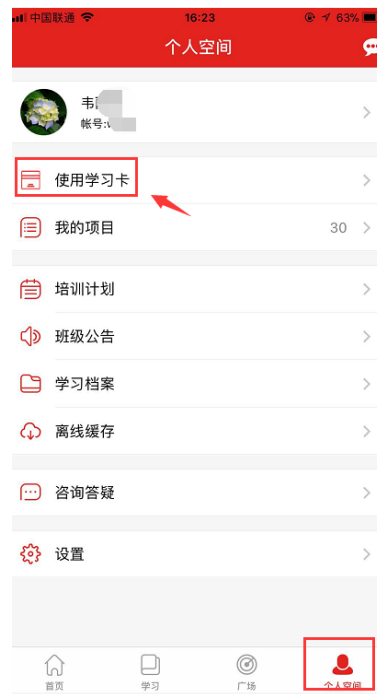 中国联通 16:23 63%
个人空间
韦
帐号:
使用学习卡
我的项目 30
培训计划
班级公告
学习档案
离线缓存
咨询答疑
设置
首页 学习 广场 个人空间